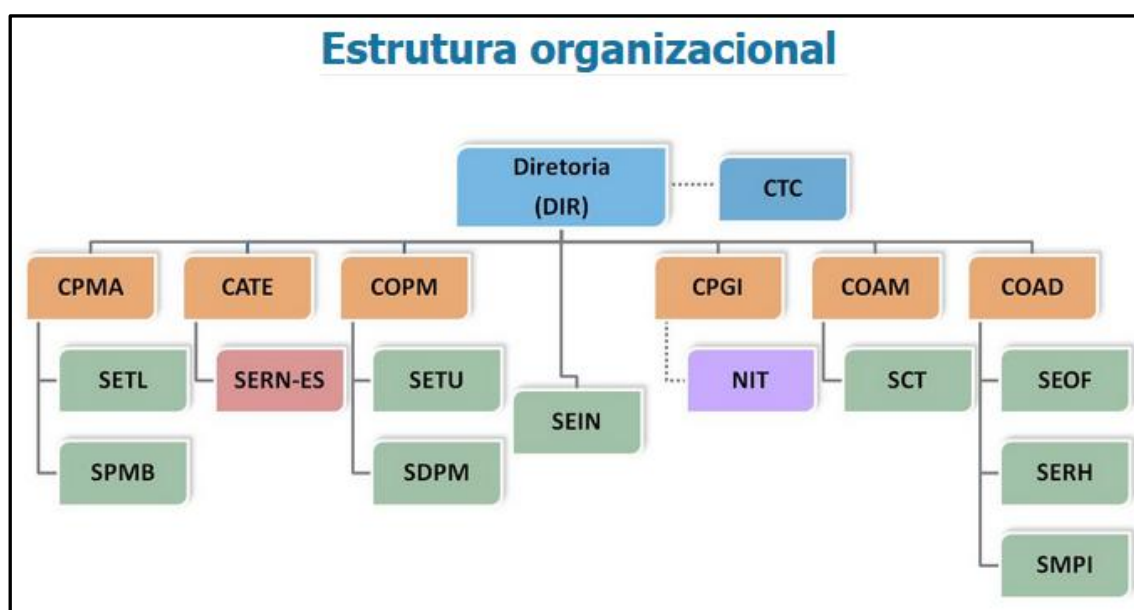 Estrutura organizacional
Diretoria
(DIR)
CTC
CPMA
CATE
COPM
CPGI
COAM
COAD
SETL
SERN-ES
SETU
SEIN
NIT
SCT
SEOF
SPMB
SDPM
SERH
SMPI